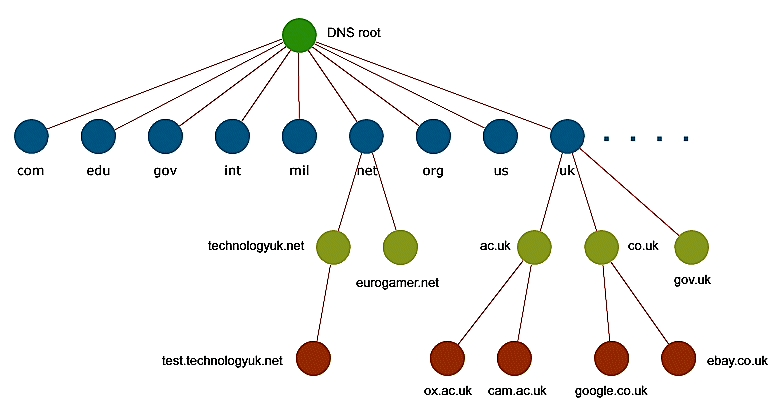 DNS root
com edu gov int mil net org us uk
technologyuk.net ac.uk co.uk
eurogamer.net gov.uk
test.technologyuk.net ebay.co.uk
ox.ac.uk cam.ac.uk google.co.uk